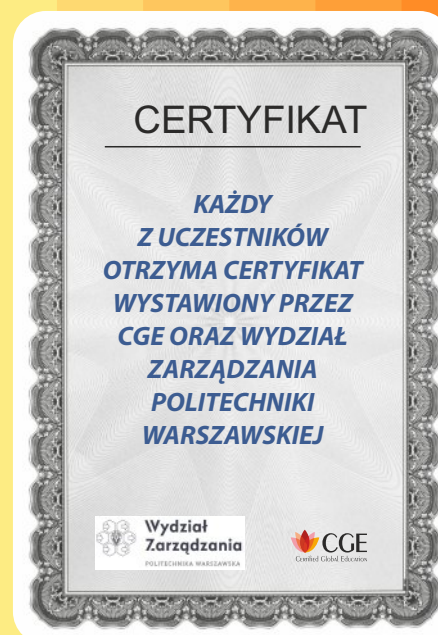 CERTYFIKAT
KAŻDY
Z UCZESTNIKÓW
OTRZYMA CERTYFIKAT
WYSTAWIONY PRZEZ
CGE ORAZ WYDZIAŁ
ZARZĄDZANIA
POLITECHNIKI
WARSZAWSKIEJ
Wydział
Zarządzania
POLITECHNIKA WARSZAWSKA
CGE
Certified Global Education